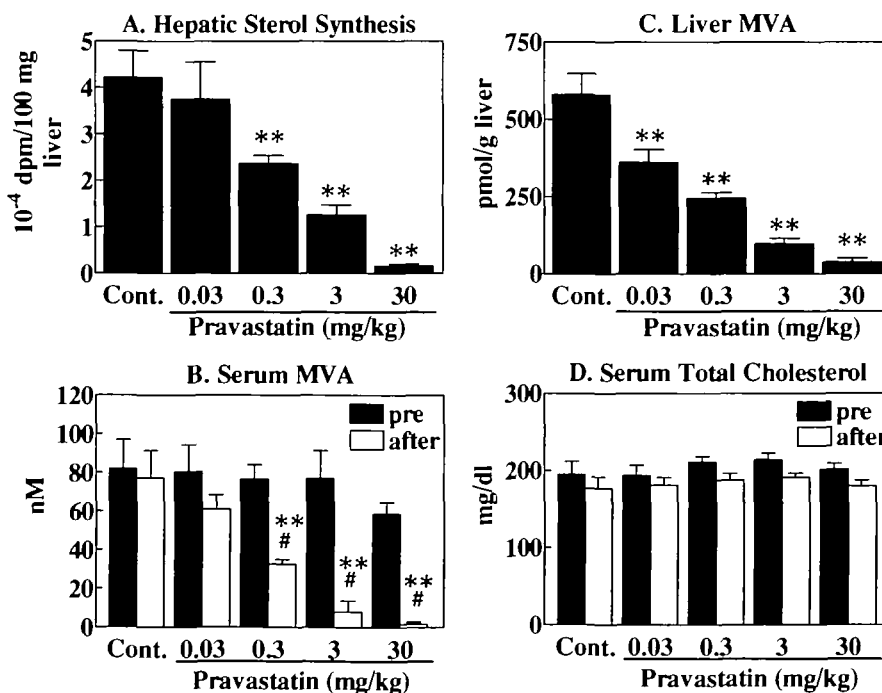 A. Hepatic Sterol Synthesis
10⁻⁴ dpm/100 mg
liver
5
4
3
2
1
0
**
**
**
Cont. 0.03 0.3 3 30
Pravastatin (mg/kg)
C. Liver MVA
pmol/g liver
750
500
250
0
**
**
**
**
Cont. 0.03 0.3 3 30
Pravastatin (mg/kg)
B. Serum MVA
nM
120
100
80
60
40
20
0
pre
after
**
#
**
#
**
#
Cont. 0.03 0.3 3 30
Pravastatin (mg/kg)
D. Serum Total Cholesterol
mg/dl
300
200
100
0
pre
after
Cont. 0.03 0.3 3 30
Pravastatin (mg/kg)